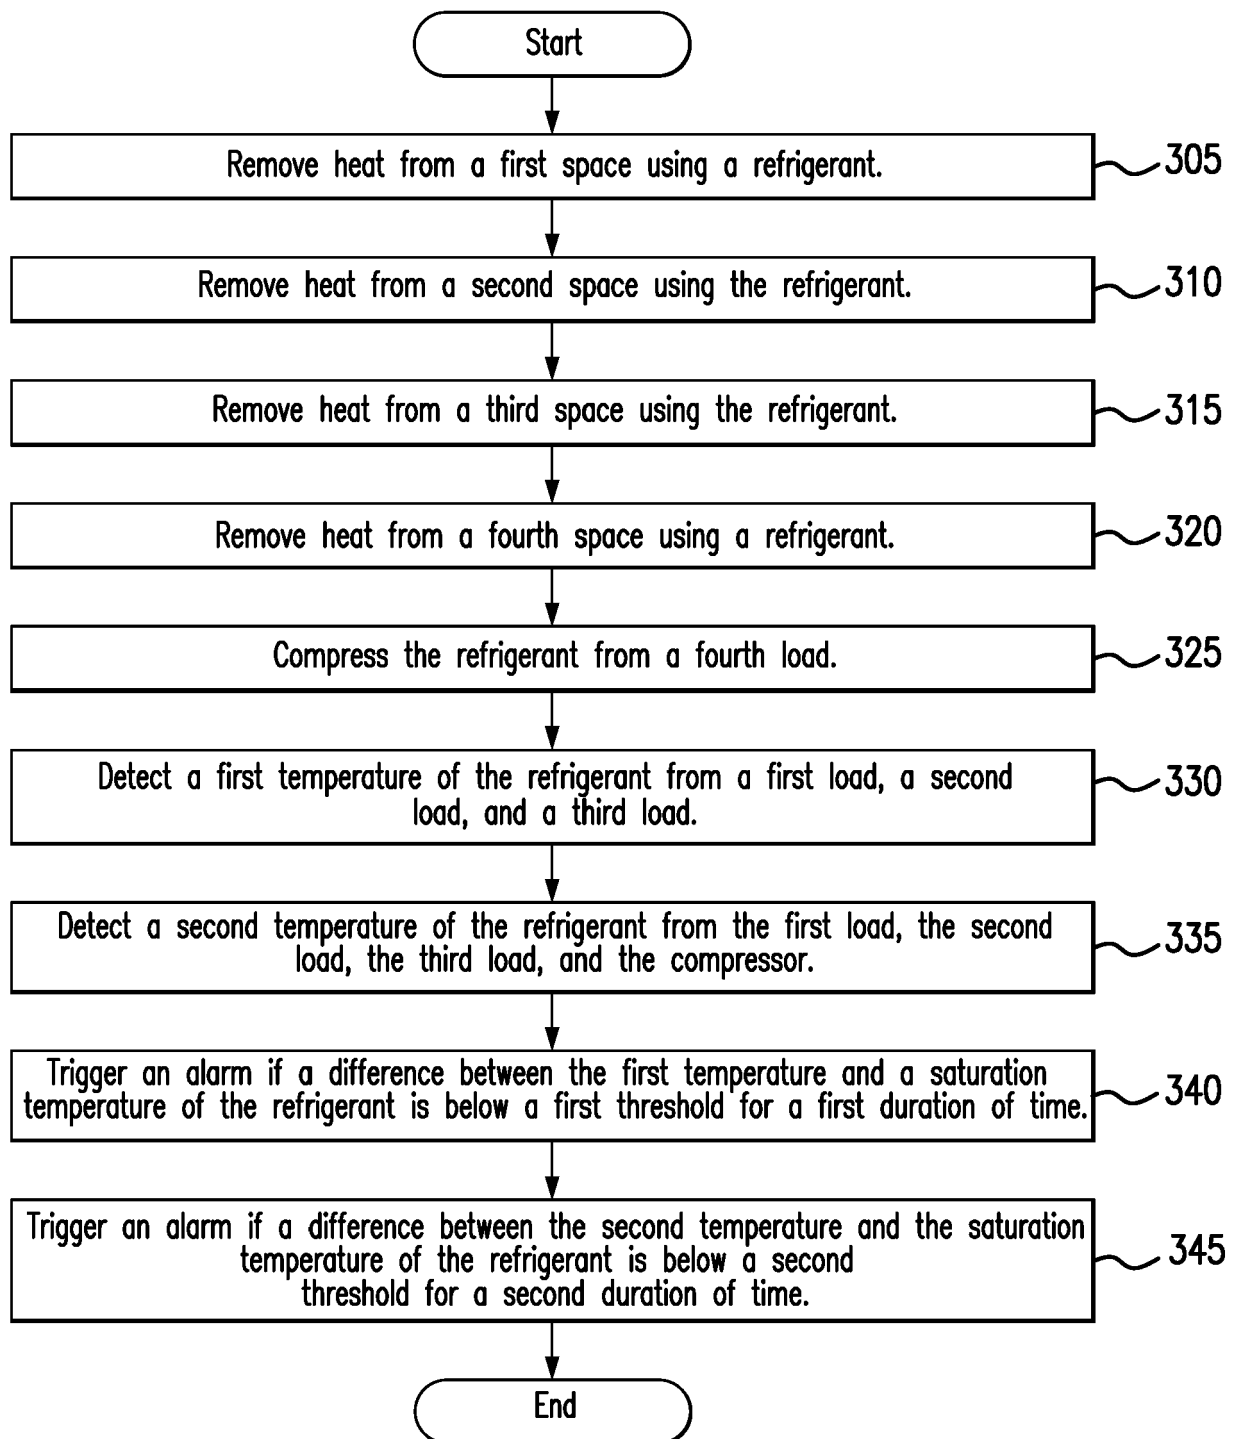 Start
Remove heat from a first space using a refrigerant.
305
Remove heat from a second space using the refrigerant.
310
Remove heat from a third space using the refrigerant.
315
Remove heat from a fourth space using a refrigerant.
320
Compress the refrigerant from a fourth load.
325
Detect a first temperature of the refrigerant from a first load, a second
load, and a third load.
330
Detect a second temperature of the refrigerant from the first load, the second
load, the third load, and the compressor.
335
Trigger an alarm if a difference between the first temperature and a saturation
temperature of the refrigerant is below a first threshold for a first duration of time.
340
Trigger an alarm if a difference between the second temperature and the saturation
temperature of the refrigerant is below a second
threshold for a second duration of time.
345
End